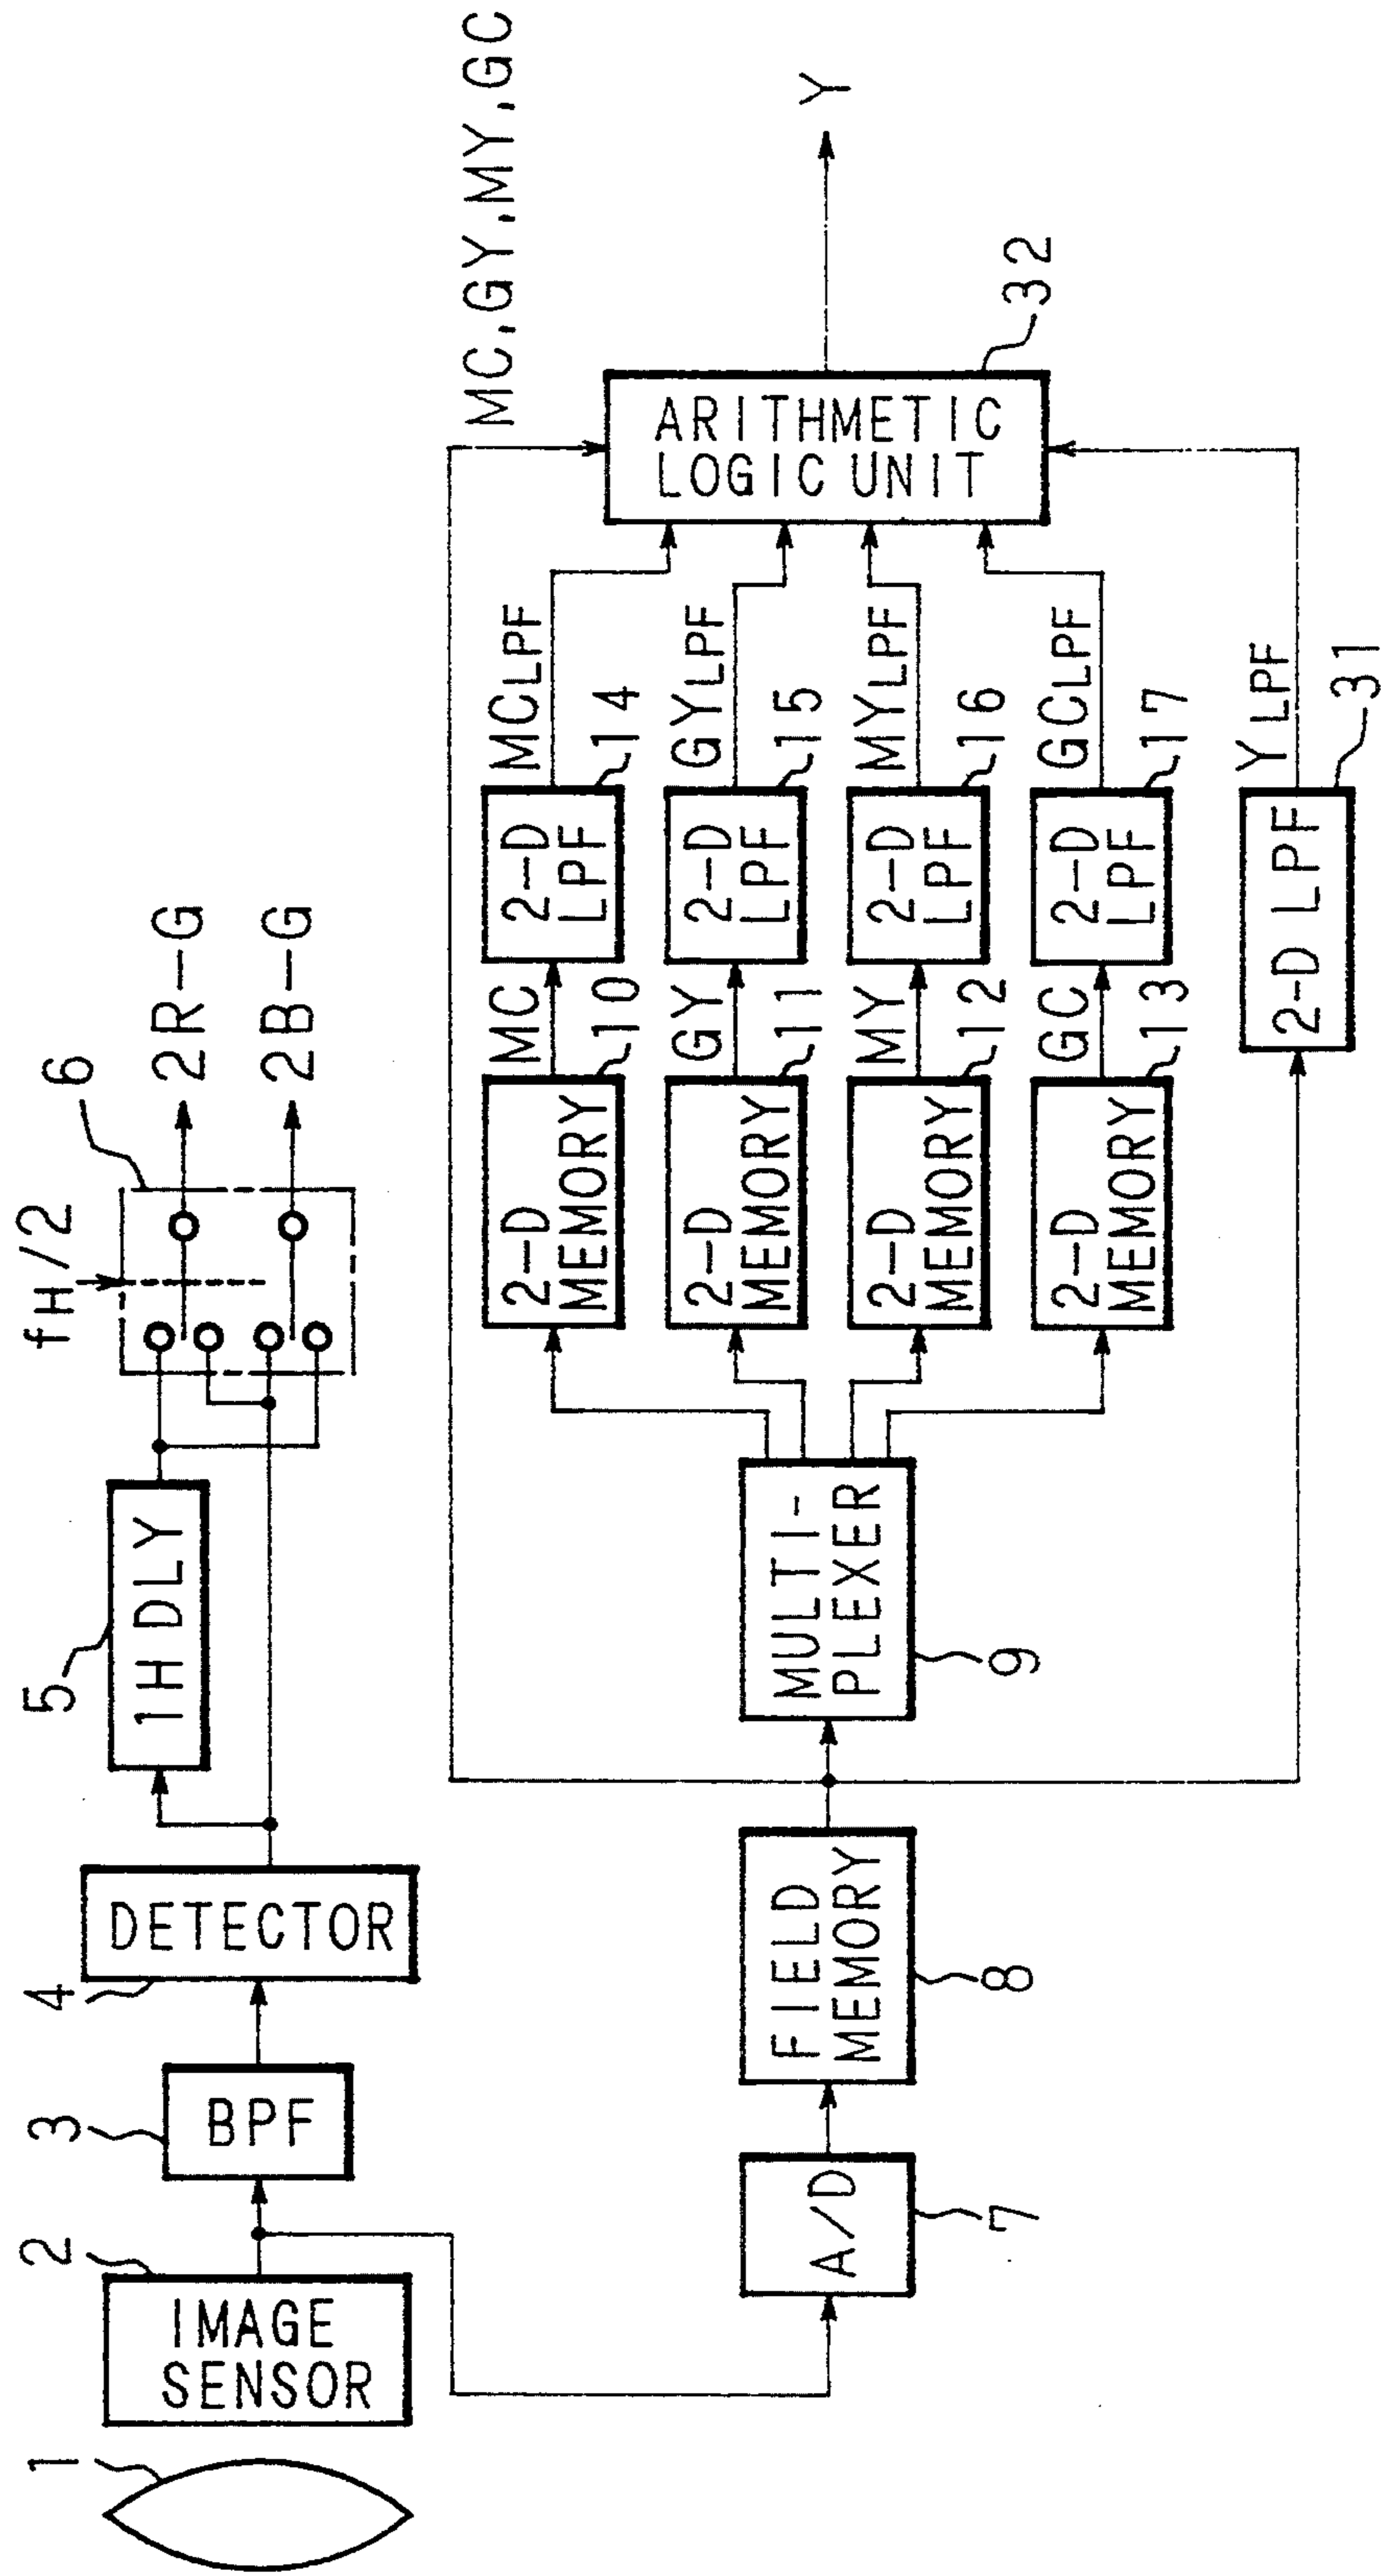 1
2
IMAGE
SENSOR
3
BPF
4
DETECTOR
5
1H DLY
fH/2
6
2R-G
2B-G
7
A/D
8
FIELD
MEMORY
9
MULTI-
PLEXER
2-D
MEMORY
10
MC
2-D
LPF
14
MCLPF
2-D
MEMORY
11
GY
2-D
LPF
15
GYLPF
2-D
MEMORY
12
MY
2-D
LPF
16
MYLPF
2-D
MEMORY
13
GC
2-D
LPF
17
GCLPF
2-D LPF
31
YLPF
MC,GY,MY,GC
ARITHMETIC
LOGIC UNIT
32
Y